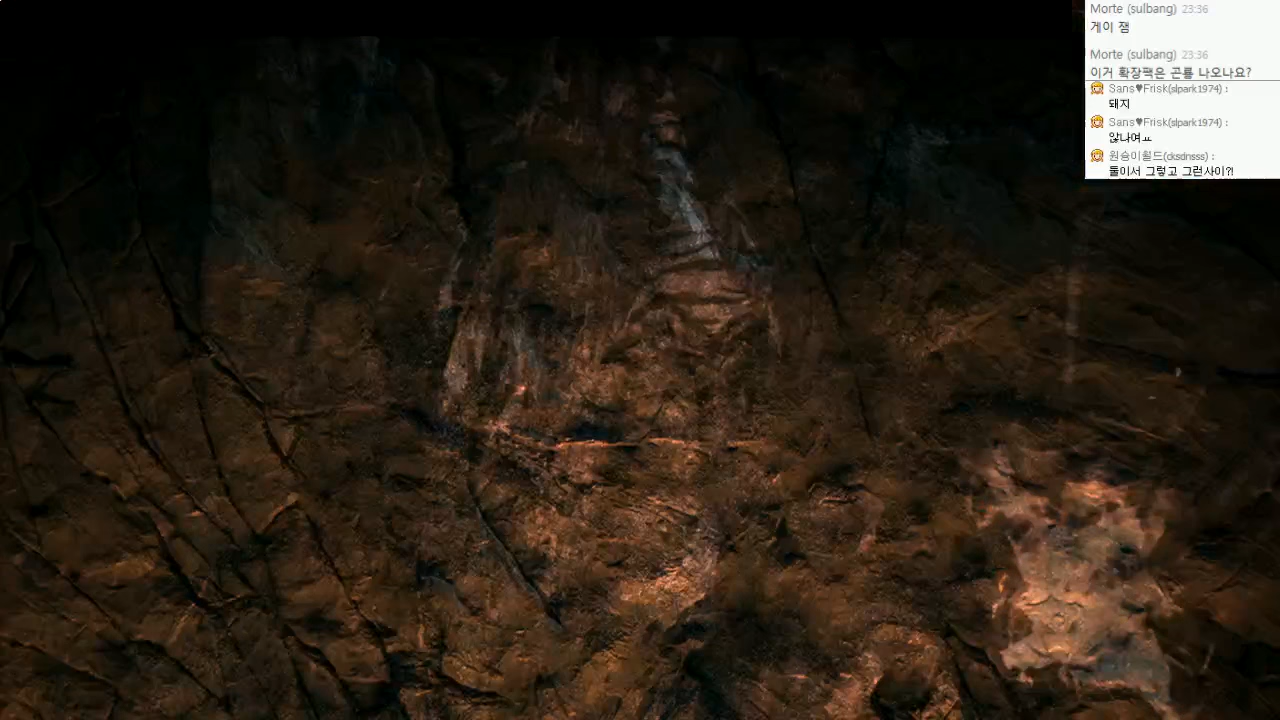 Morte (sulbang) 23:36
게이 잼
Morte (sulbang) 23:36
이거 확장팩은 곤룡 나오나요?
Sans♥Frisk(slpark1974) :
돼지
Sans♥Frisk(slpark1974) :
않나여ㅛ
원숭이월드(cksdnsss) :
둘이서 그렇고 그런사이?!